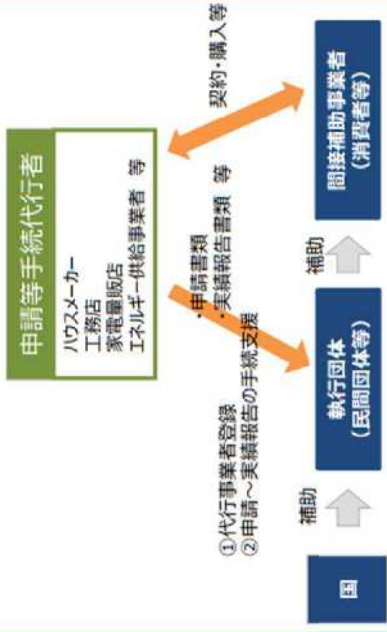 申請等手続代行者
ハウスメーカー
工務店
家電量販店
エネルギー供給事業者 等
契約・購入等
・申請書類
・実績報告書類 等
①代行事業者登録
②申請～実績報告の手続支援
国
補助
執行団体
(民間団体等)
補助
間接補助事業者
(消費者等)